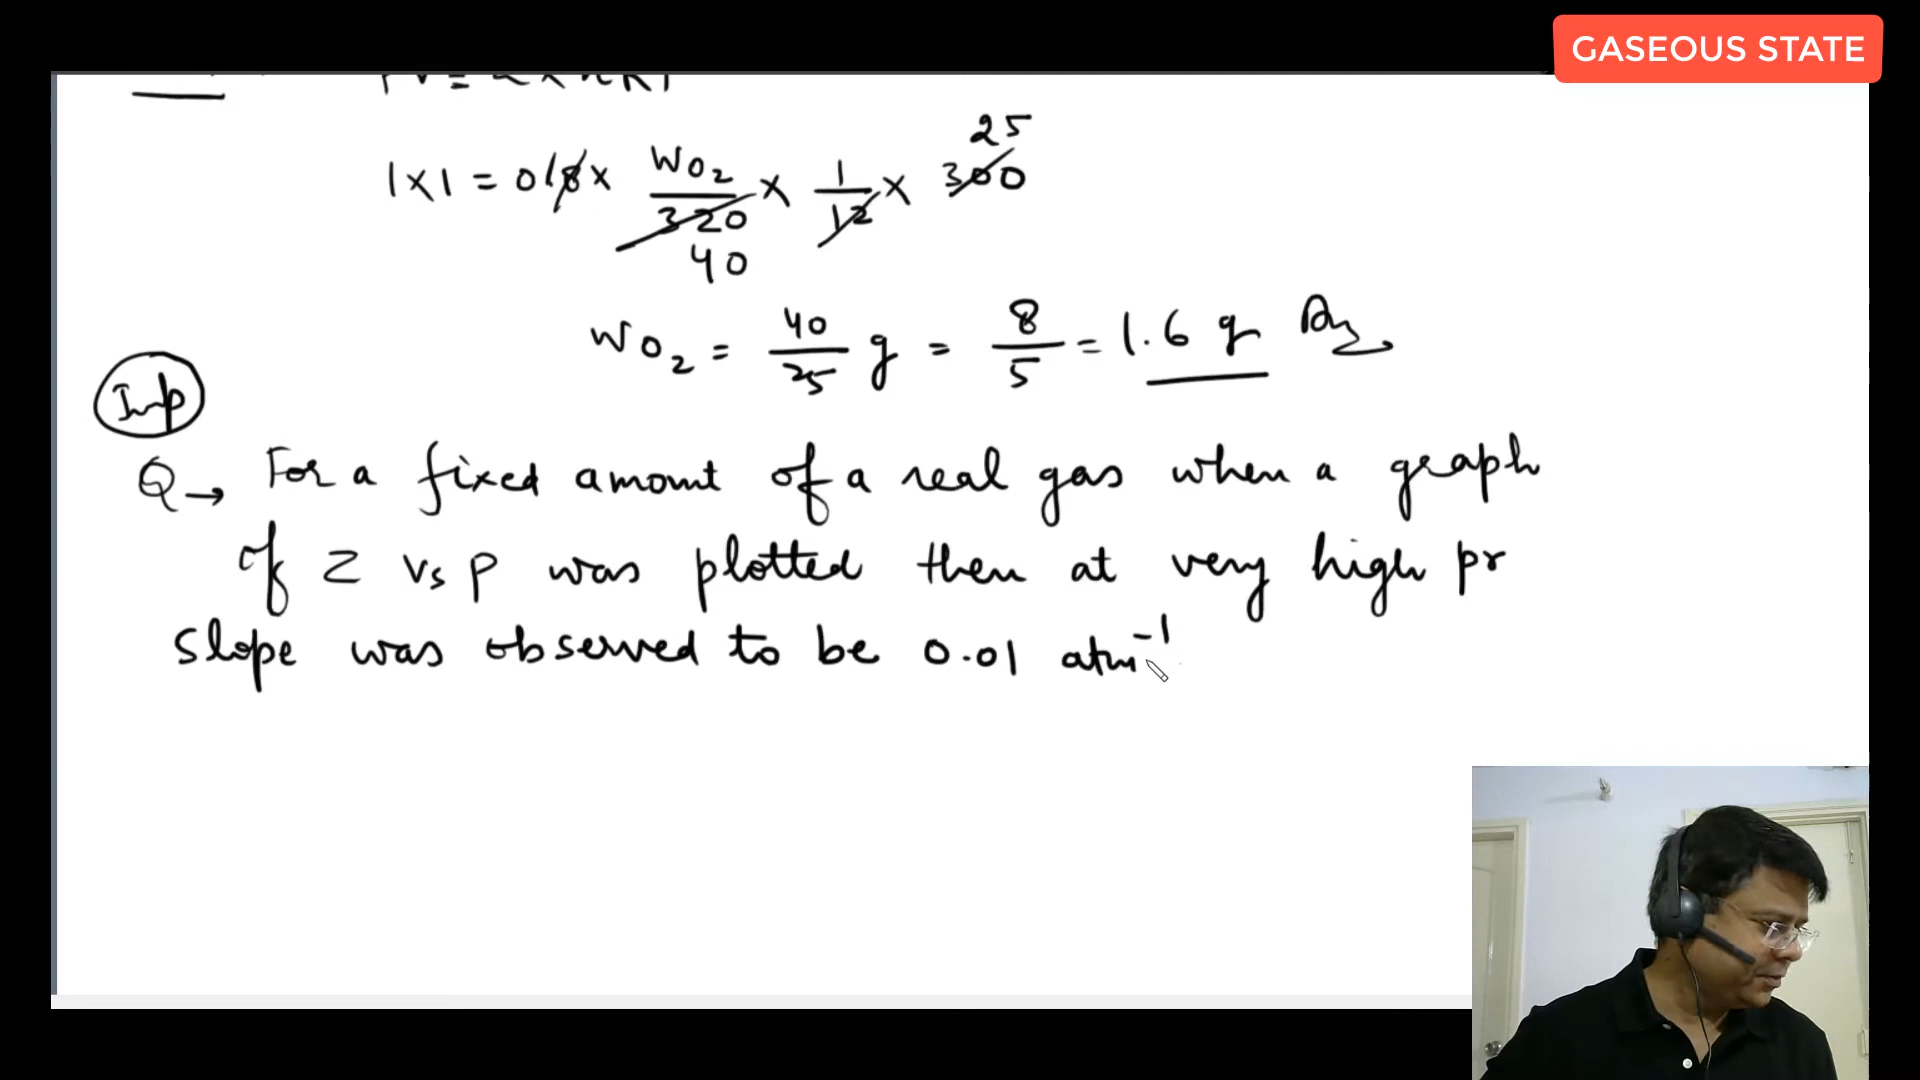 GASEOUS STATE
1 x 1 = 0.8 x WO2 / 320 x 1 / 12 x 300
25
40
WO2 = 40 / 25 g = 8 / 5 = 1.6 g Ans
Imp
Q → For a fixed amount of a real gas when a graph
of Z vs P was plotted then at very high pr
slope was observed to be 0.01 atm⁻¹